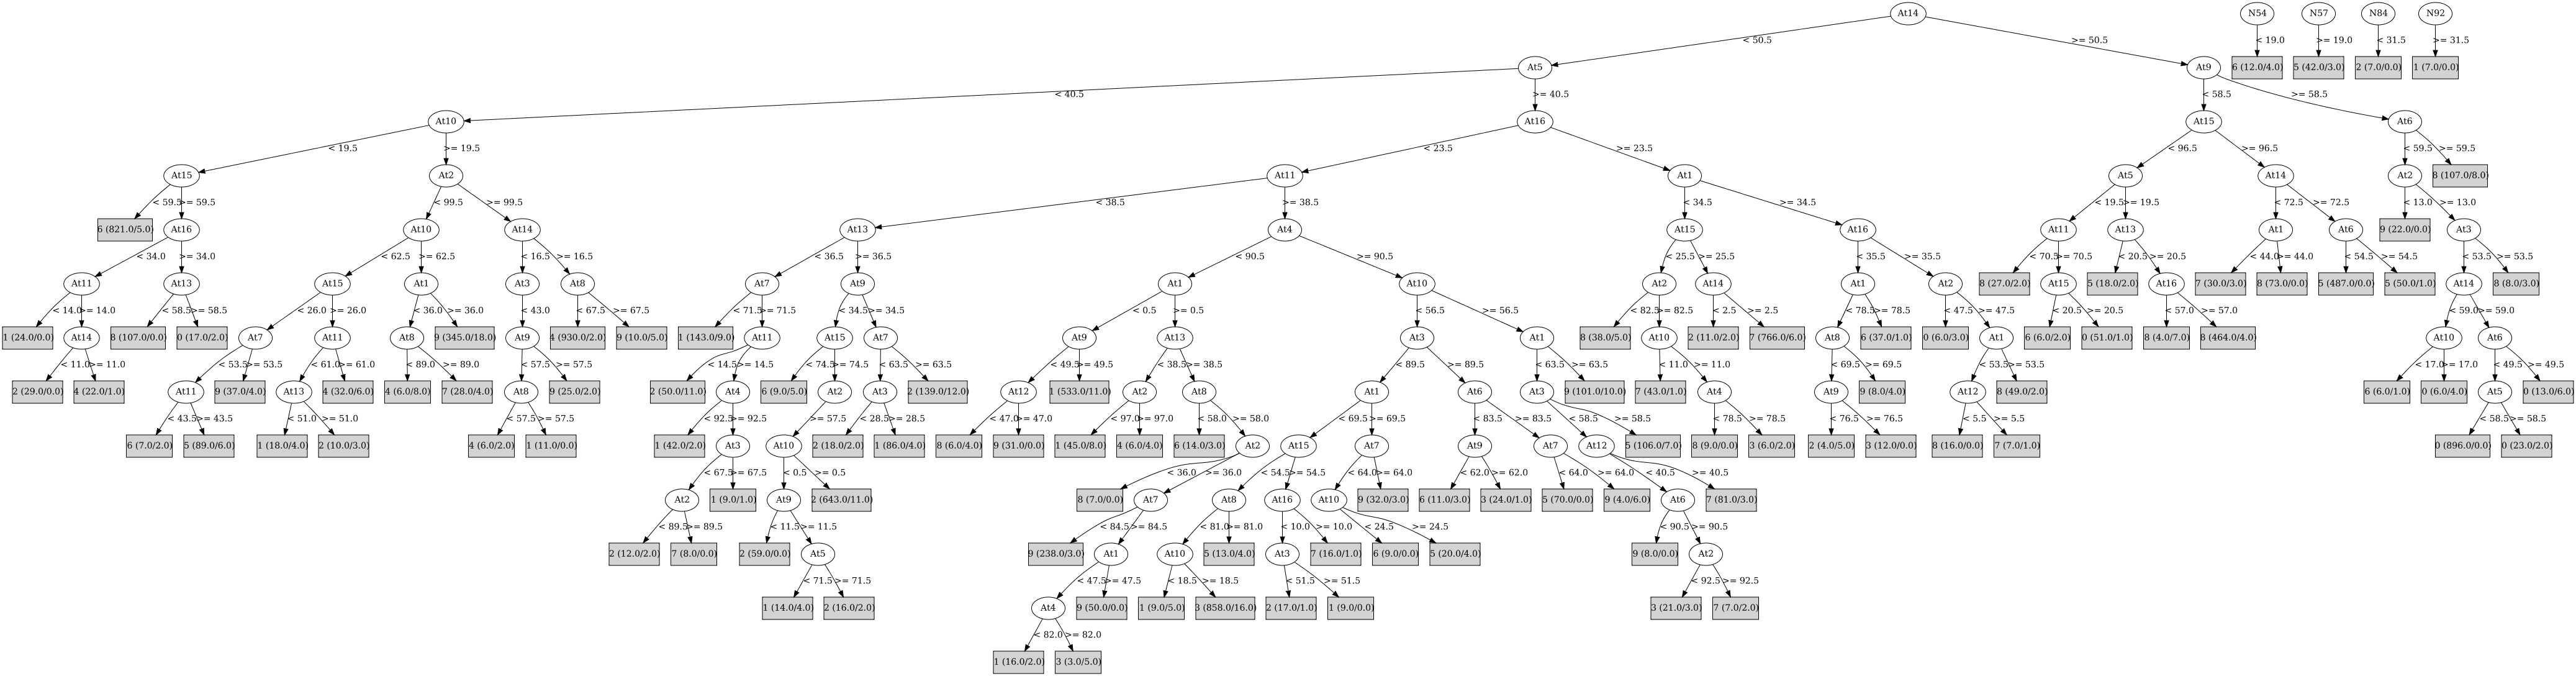 At14 N54 N57 N84 N92
< 50.5 >= 50.5 < 19.0 >= 19.0 < 31.5 >= 31.5
At5 At9 6 (12.0/4.0) 5 (42.0/3.0) 2 (7.0/0.0) 1 (7.0/0.0)
< 40.5 >= 40.5 < 58.5 >= 58.5
At10 At16 At15 At6
< 19.5 >= 19.5 < 23.5 >= 23.5 < 96.5 >= 96.5 < 59.5 >= 59.5
At15 At2 At11 At1 At5 At14 At2 8 (107.0/8.0)
< 59.5 >= 59.5 < 99.5 >= 99.5 < 38.5 >= 38.5 < 34.5 >= 34.5 < 19.5 >= 19.5 < 72.5 >= 72.5 < 13.0 >= 13.0
6 (821.0/5.0) At16 At10 At14 At13 At4 At15 At16 At11 At13 At1 At6 9 (22.0/0.0) At3
< 34.0 >= 34.0 < 62.5 >= 62.5 < 16.5 >= 16.5 < 36.5 >= 36.5 < 90.5 >= 90.5 < 25.5 >= 25.5 < 35.5 >= 35.5 < 70.5 >= 70.5 < 20.5 >= 20.5 < 44.0 >= 44.0 < 54.5 >= 54.5 < 53.5 >= 53.5
At11 At13 At15 At1 At3 At8 At7 At9 At1 At10 At2 At14 At1 At2 8 (27.0/2.0) At15 5 (18.0/2.0) At16 7 (30.0/3.0) 8 (73.0/0.0) 5 (487.0/0.0) 5 (50.0/1.0) At14 8 (8.0/3.0)
< 14.0 >= 14.0 < 58.5 >= 58.5 < 26.0 >= 26.0 < 36.0 >= 36.0 < 43.0 < 67.5 >= 67.5 < 71.5 >= 71.5 < 34.5 >= 34.5 < 0.5 >= 0.5 < 56.5 >= 56.5 < 82.5 >= 82.5 < 2.5 >= 2.5 < 78.5 >= 78.5 < 47.5 >= 47.5 < 20.5 >= 20.5 < 57.0 >= 57.0 < 59.0 >= 59.0
1 (24.0/0.0) At14 8 (107.0/0.0) 0 (17.0/2.0) At7 At11 At8 9 (345.0/18.0) At9 4 (930.0/2.0) 9 (10.0/5.0) 1 (143.0/9.0) At11 At15 At7 At9 At13 At3 At1 8 (38.0/5.0) At10 2 (11.0/2.0) 7 (766.0/6.0) At8 6 (37.0/1.0) 0 (6.0/3.0) At1 6 (6.0/2.0) 0 (51.0/1.0) 8 (4.0/7.0) 8 (464.0/4.0) At10 At6
< 11.0 >= 11.0 < 53.5 >= 53.5 < 61.0 >= 61.0 < 89.0 >= 89.0 < 57.5 >= 57.5 < 14.5 >= 14.5 < 74.5 >= 74.5 < 63.5 >= 63.5 < 49.5 >= 49.5 < 38.5 >= 38.5 < 89.5 >= 89.5 < 63.5 >= 63.5 < 11.0 >= 11.0 < 69.5 >= 69.5 < 53.5 >= 53.5 < 17.0 >= 17.0 < 49.5 >= 49.5
2 (29.0/0.0) 4 (22.0/1.0) At11 9 (37.0/4.0) At13 4 (32.0/6.0) 4 (6.0/8.0) 7 (28.0/4.0) At8 9 (25.0/2.0) 2 (50.0/11.0) At4 6 (9.0/5.0) At2 At3 2 (139.0/12.0) At12 1 (533.0/11.0) At2 At8 At1 At6 At3 9 (101.0/10.0) 7 (43.0/1.0) At4 At9 9 (8.0/4.0) At12 8 (49.0/2.0) 6 (6.0/1.0) 0 (6.0/4.0) At5 0 (13.0/6.0)
< 43.5 >= 43.5 < 51.0 >= 51.0 < 57.5 >= 57.5 < 92.5 >= 92.5 >= 57.5 < 28.5 >= 28.5 < 47.0 >= 47.0 < 97.0 >= 97.0 < 58.0 >= 58.0 < 69.5 >= 69.5 < 83.5 >= 83.5 < 58.5 >= 58.5 < 78.5 >= 78.5 < 76.5 >= 76.5 < 5.5 >= 5.5 < 58.5 >= 58.5
6 (7.0/2.0) 5 (89.0/6.0) 1 (18.0/4.0) 2 (10.0/3.0) 4 (6.0/2.0) 1 (11.0/0.0) 1 (42.0/2.0) At3 At10 2 (18.0/2.0) 1 (86.0/4.0) 8 (6.0/4.0) 9 (31.0/0.0) 1 (45.0/8.0) 4 (6.0/4.0) 6 (14.0/3.0) At2 At15 At7 At9 At7 At12 5 (106.0/7.0) 8 (9.0/0.0) 3 (6.0/2.0) 2 (4.0/5.0) 3 (12.0/0.0) 8 (16.0/0.0) 7 (7.0/1.0) 0 (896.0/0.0) 0 (23.0/2.0)
< 67.5 >= 67.5 < 0.5 >= 0.5 < 36.0 >= 36.0 < 54.5 >= 54.5 < 64.0 >= 64.0 < 62.0 >= 62.0 < 64.0 >= 64.0 < 40.5 >= 40.5
At2 1 (9.0/1.0) At9 2 (643.0/11.0) 8 (7.0/0.0) At7 At8 At16 At10 9 (32.0/3.0) 6 (11.0/3.0) 3 (24.0/1.0) 5 (70.0/0.0) 9 (4.0/6.0) At6 7 (81.0/3.0)
< 89.5 >= 89.5 < 11.5 >= 11.5 < 84.5 >= 84.5 < 81.0 >= 81.0 < 10.0 >= 10.0 < 24.5 >= 24.5 < 90.5 >= 90.5
2 (12.0/2.0) 7 (8.0/0.0) 2 (59.0/0.0) At5 9 (238.0/3.0) At1 At10 5 (13.0/4.0) At3 7 (16.0/1.0) 6 (9.0/0.0) 5 (20.0/4.0) 9 (8.0/0.0) At2
< 71.5 >= 71.5 < 47.5 >= 47.5 < 18.5 >= 18.5 < 51.5 >= 51.5 < 92.5 >= 92.5
1 (14.0/4.0) 2 (16.0/2.0) At4 9 (50.0/0.0) 1 (9.0/5.0) 3 (858.0/16.0) 2 (17.0/1.0) 1 (9.0/0.0) 3 (21.0/3.0) 7 (7.0/2.0)
< 82.0 >= 82.0
1 (16.0/2.0) 3 (3.0/5.0)